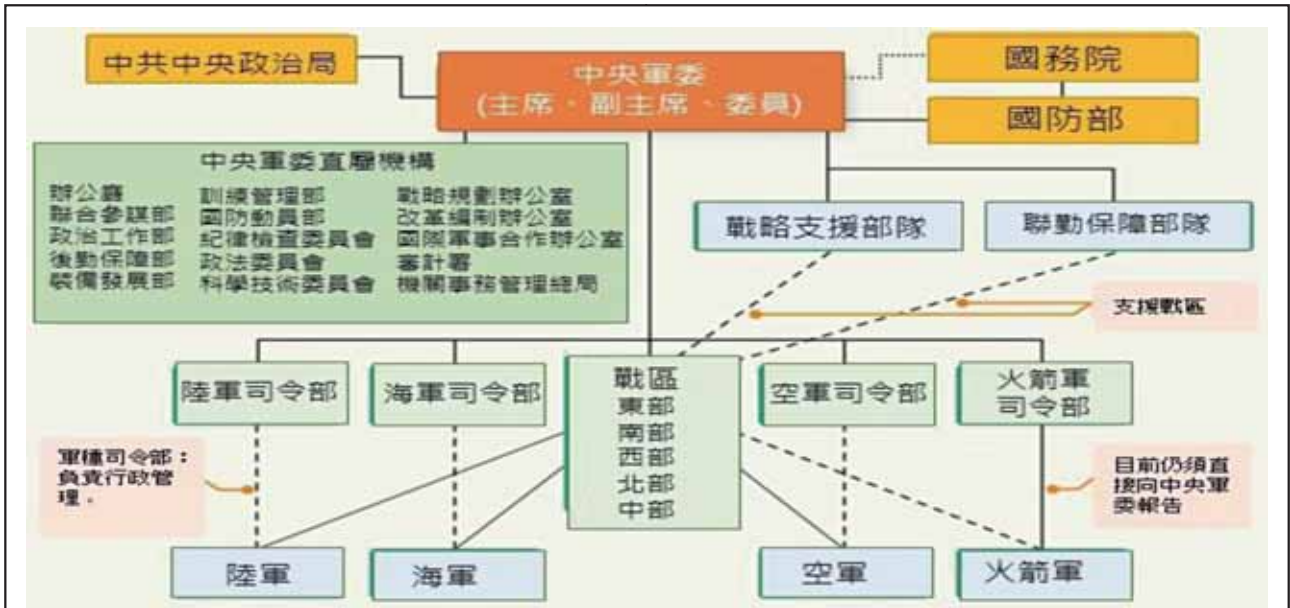 中共中央政治局
中央軍委
(主席、副主席、委員)
國務院
國防部
中央軍委直屬機構
辦公廳 訓練管理部 戰略規劃辦公室
聯合參謀部 國防動員部 改革編制辦公室
政治工作部 紀律檢查委員會 國際軍事合作辦公室
後勤保障部 政法委員會 審計署
裝備發展部 科學技術委員會 機關事務管理總局
戰略支援部隊
聯勤保障部隊
支援戰區
陸軍司令部
海軍司令部
戰區
東部
南部
西部
北部
中部
空軍司令部
火箭軍
司令部
軍種司令部：
負責行政管
理．
目前仍須直
接向中央軍
委報告
陸軍
海軍
空軍
火箭軍